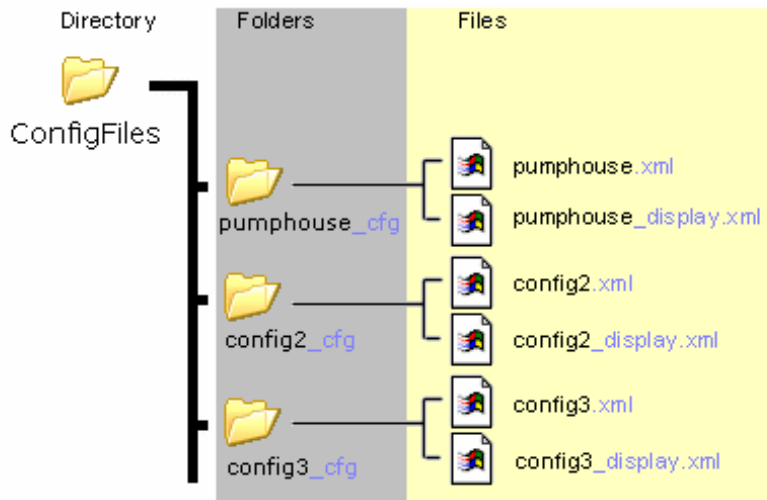 Directory Folders Files
ConfigFiles
pumphouse.xml
pumphouse_cfg
pumphouse_display.xml
config2.xml
config2_cfg
config2_display.xml
config3.xml
config3_cfg
config3_display.xml